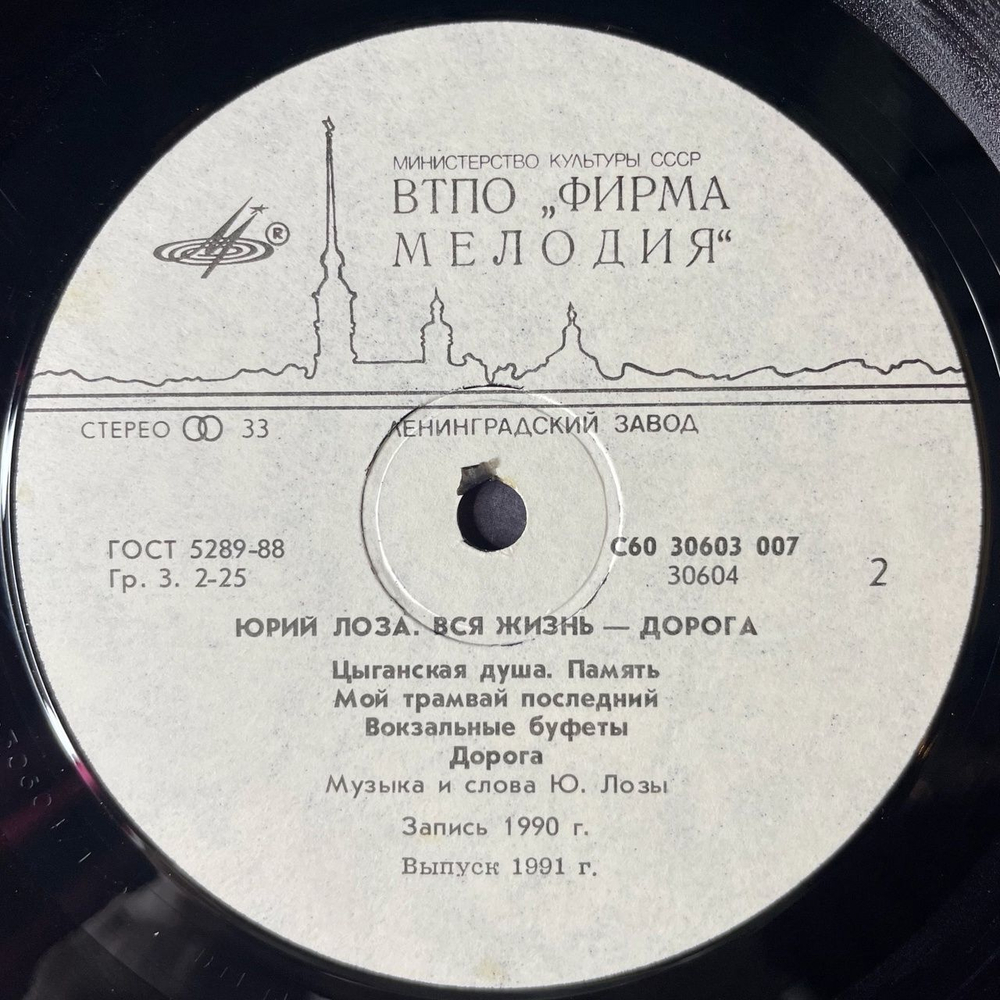 МИНИСТЕРСТВО КУЛЬТУРЫ СССР
ВТПО „ФИРМА
МЕЛОДИЯ“
®
СТЕРЕО 33
ЛЕНИНГРАДСКИЙ ЗАВОД
ГОСТ 5289-88
Гр. 3. 2-25
С60 30603 007
30604
2
ЮРИЙ ЛОЗА. ВСЯ ЖИЗНЬ — ДОРОГА
Цыганская душа. Память
Мой трамвай последний
Вокзальные буфеты
Дорога
Музыка и слова Ю. Лозы
Запись 1990 г.
Выпуск 1991 г.